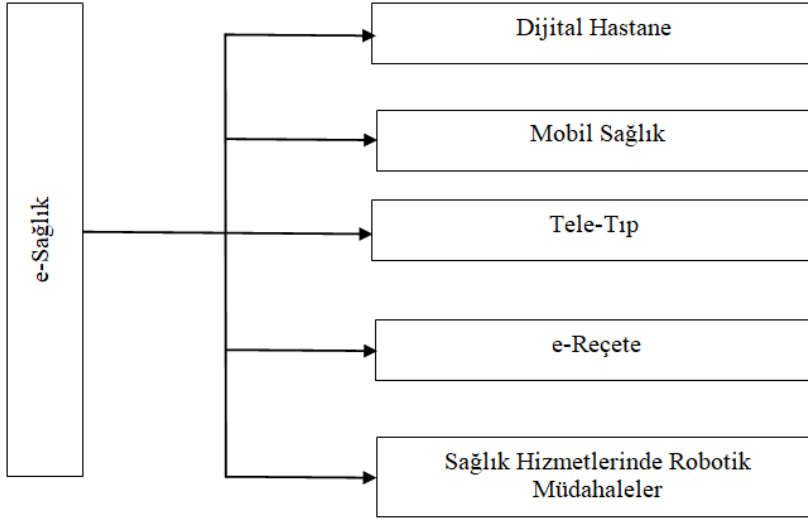 e-Sağlık
Dijital Hastane
Mobil Sağlık
Tele-Tıp
e-Reçete
Sağlık Hizmetlerinde Robotik
Müdahaleler